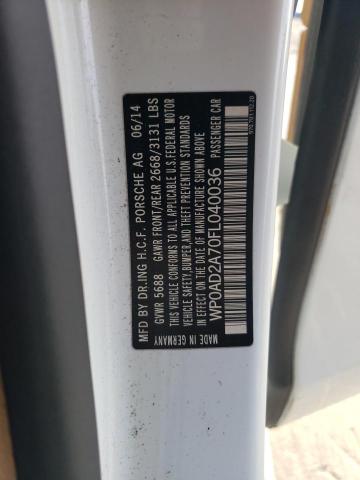 MFD BY DR.ING H.C.F. PORSCHE AG 06/14
GVWR 5688 GAWR FRONT/REAR 2668/3131 LBS
THIS VEHICLE CONFORMS TO ALL APPLICABLE U.S.FEDERAL MOTOR
VEHICLE SAFETY,BUMPER,AND THEFT PREVENTION STANDARDS
IN EFFECT ON THE DATE OF MANUFACTURE SHOWN ABOVE
WP0AD2A70FL040036 PASSENGER CAR
MADE IN GERMANY